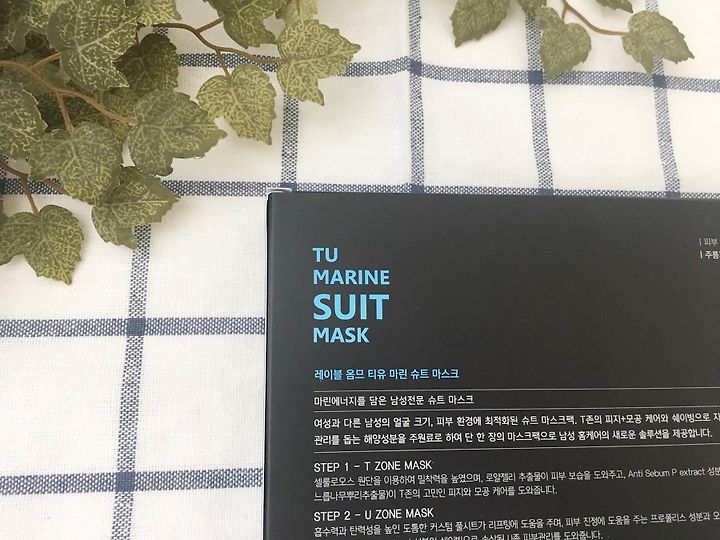 TU
MARINE
SUIT
MASK
레이블 옴므 티유 마린 슈트 마스크
| 피부
| 주름
마린에너지를 담은 남성전문 슈트 마스크
여성과 다른 남성의 얼굴 크기, 피부 환경에 최적화된 슈트 마스크팩. T존의 피지+모공 케어와 쉐이빙으로
관리를 돕는 해양성분을 주원료로 하여 단 한 장의 마스크팩으로 남성 홈케어의 새로운 솔루션을 제공합니다.
STEP 1 - T ZONE MASK
셀룰로오스 원단을 이용하여 밀착력을 높였으며, 로얄젤리 추출물이 피부 보습을 도와주고, Anti Sebum P extract 성분
느릅나무뿌리추출물)이 T존의 고민인 피지와 모공 케어를 도와줍니다.
STEP 2 - U ZONE MASK
흡수력과 탄력성을 높인 도톰한 커스텀 풀시트가 리프팅에 도움을 주며, 피부 진정에 도움을 주는 프로폴리스 성분과